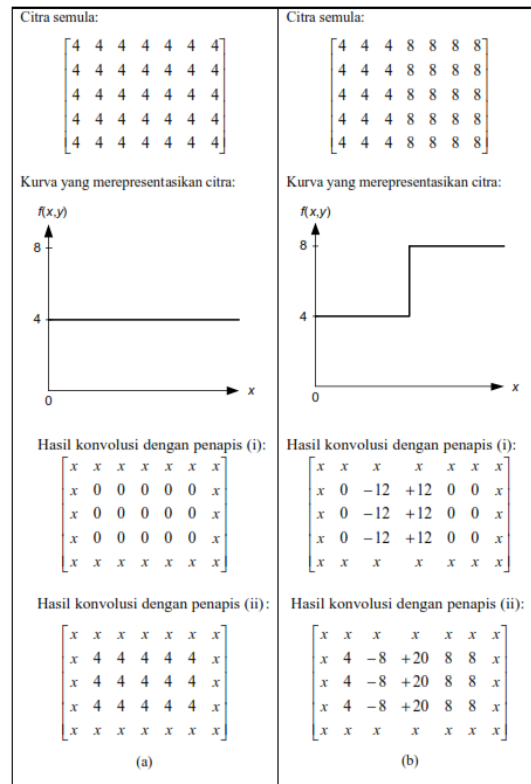 Citra semula:
4 4 4 4 4 4 4
4 4 4 4 4 4 4
4 4 4 4 4 4 4
4 4 4 4 4 4 4
4 4 4 4 4 4 4
Kurva yang merepresentasikan citra:
f(x,y)
8
4
0
x
Hasil konvolusi dengan penapis (i):
x x x x x x x
x 0 0 0 0 0 x
x 0 0 0 0 0 x
x 0 0 0 0 0 x
x x x x x x x
Hasil konvolusi dengan penapis (ii):
x x x x x x x
x 4 4 4 4 4 x
x 4 4 4 4 4 x
x 4 4 4 4 4 x
x x x x x x x
(a)
Citra semula:
4 4 4 8 8 8 8
4 4 4 8 8 8 8
4 4 4 8 8 8 8
4 4 4 8 8 8 8
4 4 4 8 8 8 8
Kurva yang merepresentasikan citra:
f(x,y)
8
4
0
x
Hasil konvolusi dengan penapis (i):
x x x x x x x
x 0 −12 +12 0 0 x
x 0 −12 +12 0 0 x
x 0 −12 +12 0 0 x
x x x x x x x
Hasil konvolusi dengan penapis (ii):
x x x x x x x
x 4 −8 +20 8 8 x
x 4 −8 +20 8 8 x
x 4 −8 +20 8 8 x
x x x x x x x
(b)